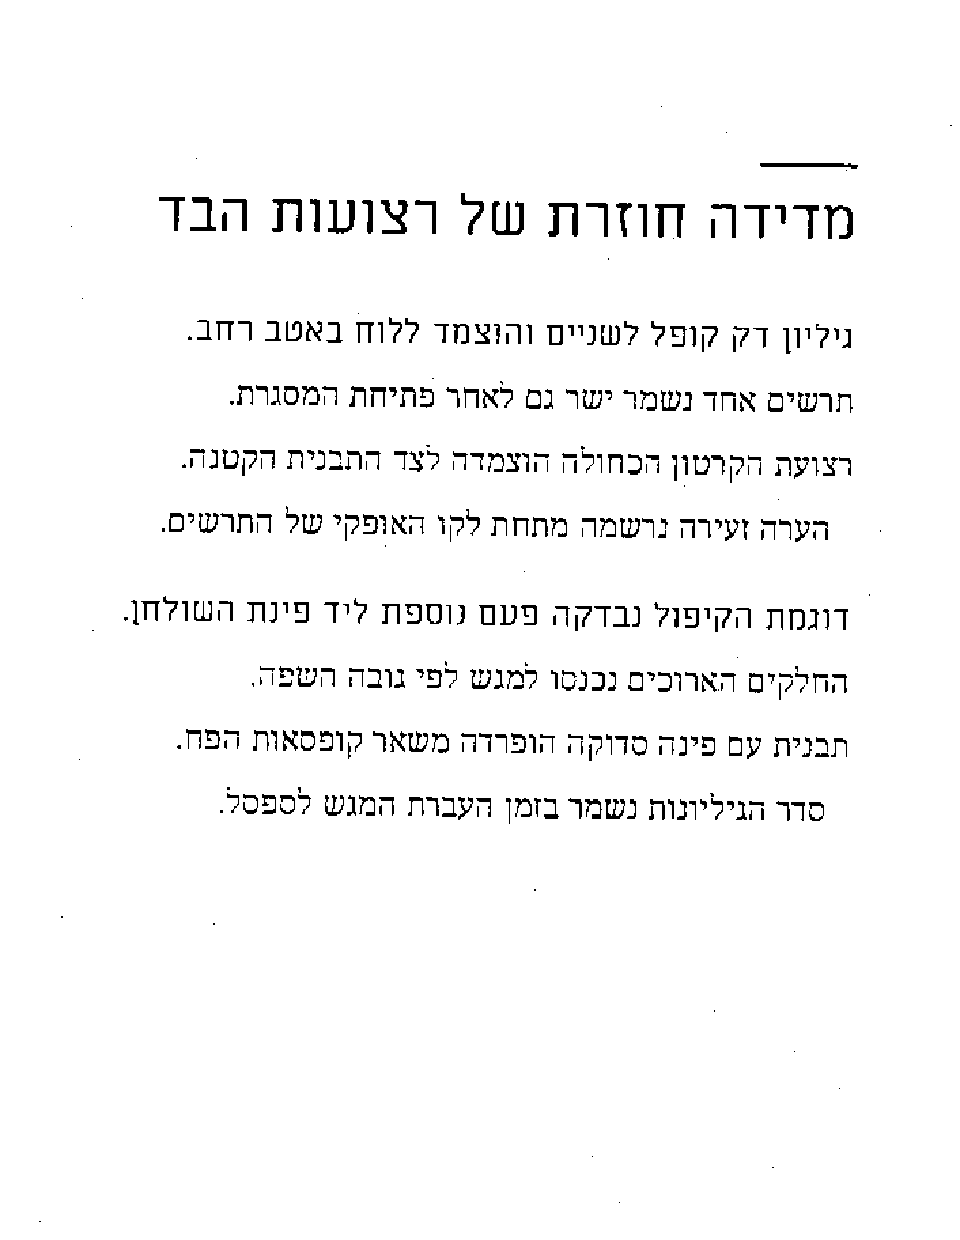 מדידה חוזרת של רצועות הבד
גיליון דק קופל לשניים והוצמד ללוח באטב רחב.
תרשים אחד נשמר ישר גם לאחר פתיחת המסגרת.
רצועת הקרטון הכחולה הוצמדה לצד התבנית הקטנה.
הערה זעירה נרשמה מתחת לקו האופקי של התרשים.
דוגמת הקיפול נבדקה פעם נוספת ליד פינת השולחן.
החלקים הארוכים נכנסו למגש לפי גובה השפה.
תבנית עם פינה סדוקה הופרדה משאר קופסאות הפח.
סדר הגיליונות נשמר בזמן העברת המגש לספסל.